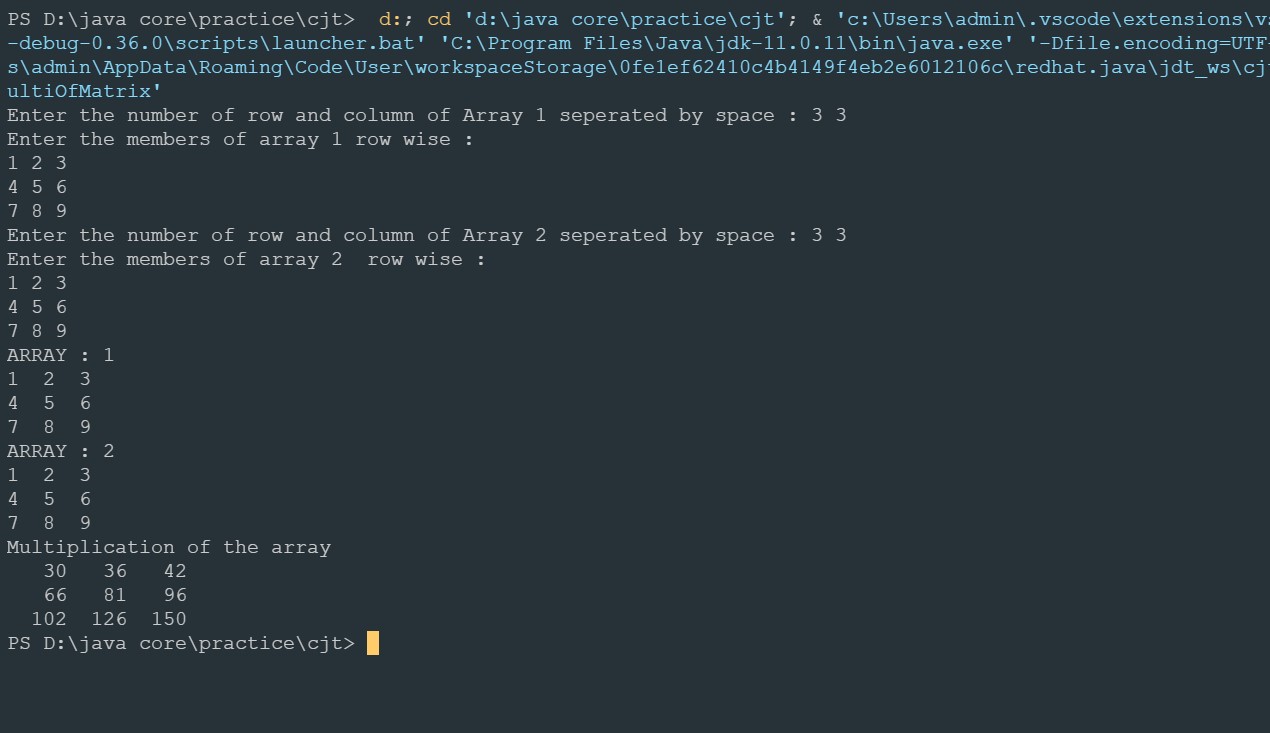 PS D:\java core\practice\cjt>  d:; cd 'd:\java core\practice\cjt'; & 'c:\Users\admin\.vscode\extensions\vs
-debug-0.36.0\scripts\launcher.bat' 'C:\Program Files\Java\jdk-11.0.11\bin\java.exe' '-Dfile.encoding=UTF-
s\admin\AppData\Roaming\Code\User\workspaceStorage\0fe1ef62410c4b4149f4eb2e6012106c\redhat.java\jdt_ws\cjt
ultiOfMatrix'
Enter the number of row and column of Array 1 seperated by space : 3 3
Enter the members of array 1 row wise :
1 2 3
4 5 6
7 8 9
Enter the number of row and column of Array 2 seperated by space : 3 3
Enter the members of array 2  row wise :
1 2 3
4 5 6
7 8 9
ARRAY : 1
1  2  3
4  5  6
7  8  9
ARRAY : 2
1  2  3
4  5  6
7  8  9
Multiplication of the array
   30   36   42
   66   81   96
  102  126  150
PS D:\java core\practice\cjt>